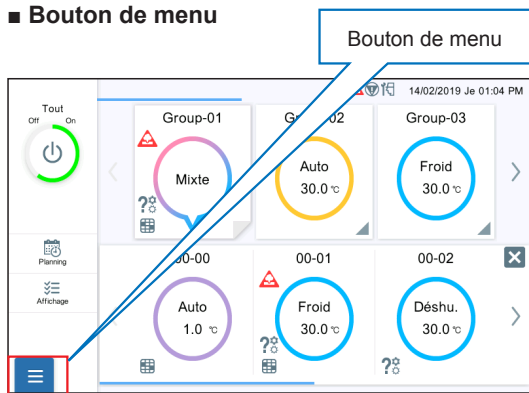 ■ Bouton de menu
Bouton de menu
14/02/2019 Je 01:04 PM
Tout
Off On
Group-01
Group-03
Mixte
Auto
30.0 °C
Froid
30.0 °C
Planning
Affichage
00-01
00-02
Auto
1.0 °C
Froid
30.0 °C
Déshu.
30.0 °C